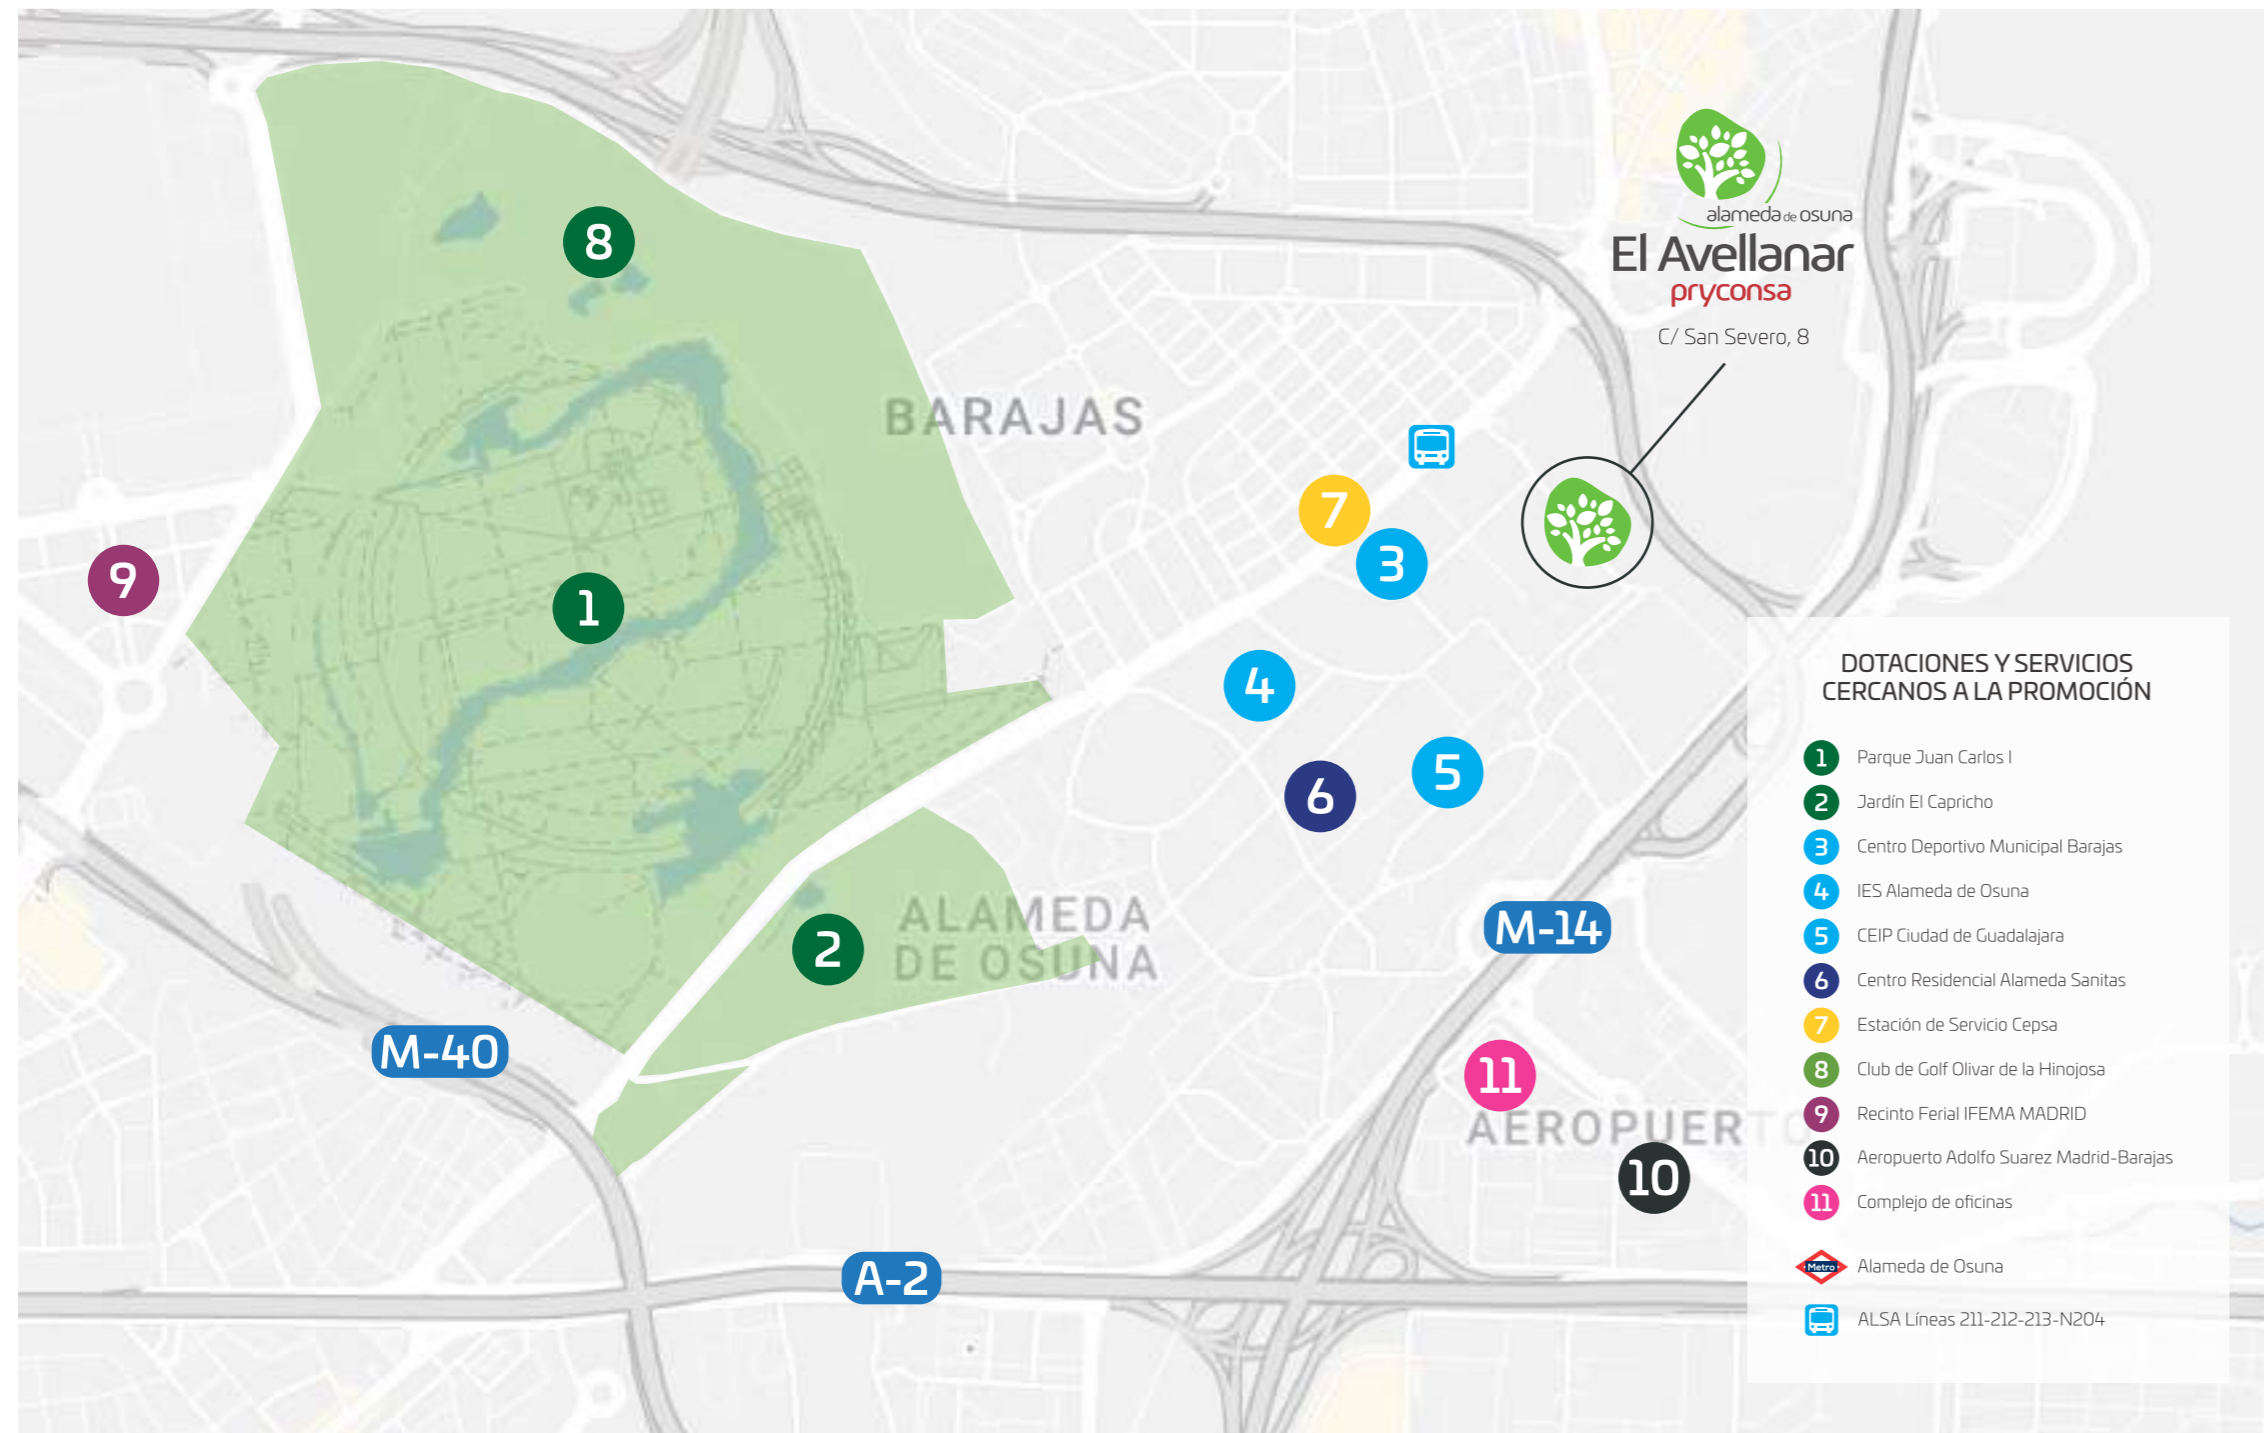 alameda de osuna
El Avellanar
pryconsa
C/ San Severo, 8
8
BARAJAS
7
3
9
1
4
5
6
2
ALAMEDA
DE OSUNA
M-14
M-40
11
AEROPUERTO
10
A-2
DOTACIONES Y SERVICIOS
CERCANOS A LA PROMOCIÓN
1 Parque Juan Carlos I
2 Jardín El Capricho
3 Centro Deportivo Municipal Barajas
4 IES Alameda de Osuna
5 CEIP Ciudad de Guadalajara
6 Centro Residencial Alameda Sanitas
7 Estación de Servicio Cepsa
8 Club de Golf Olivar de la Hinojosa
9 Recinto Ferial IFEMA MADRID
10 Aeropuerto Adolfo Suarez Madrid-Barajas
11 Complejo de oficinas
Metro Alameda de Osuna
ALSA Líneas 211-212-213-N204